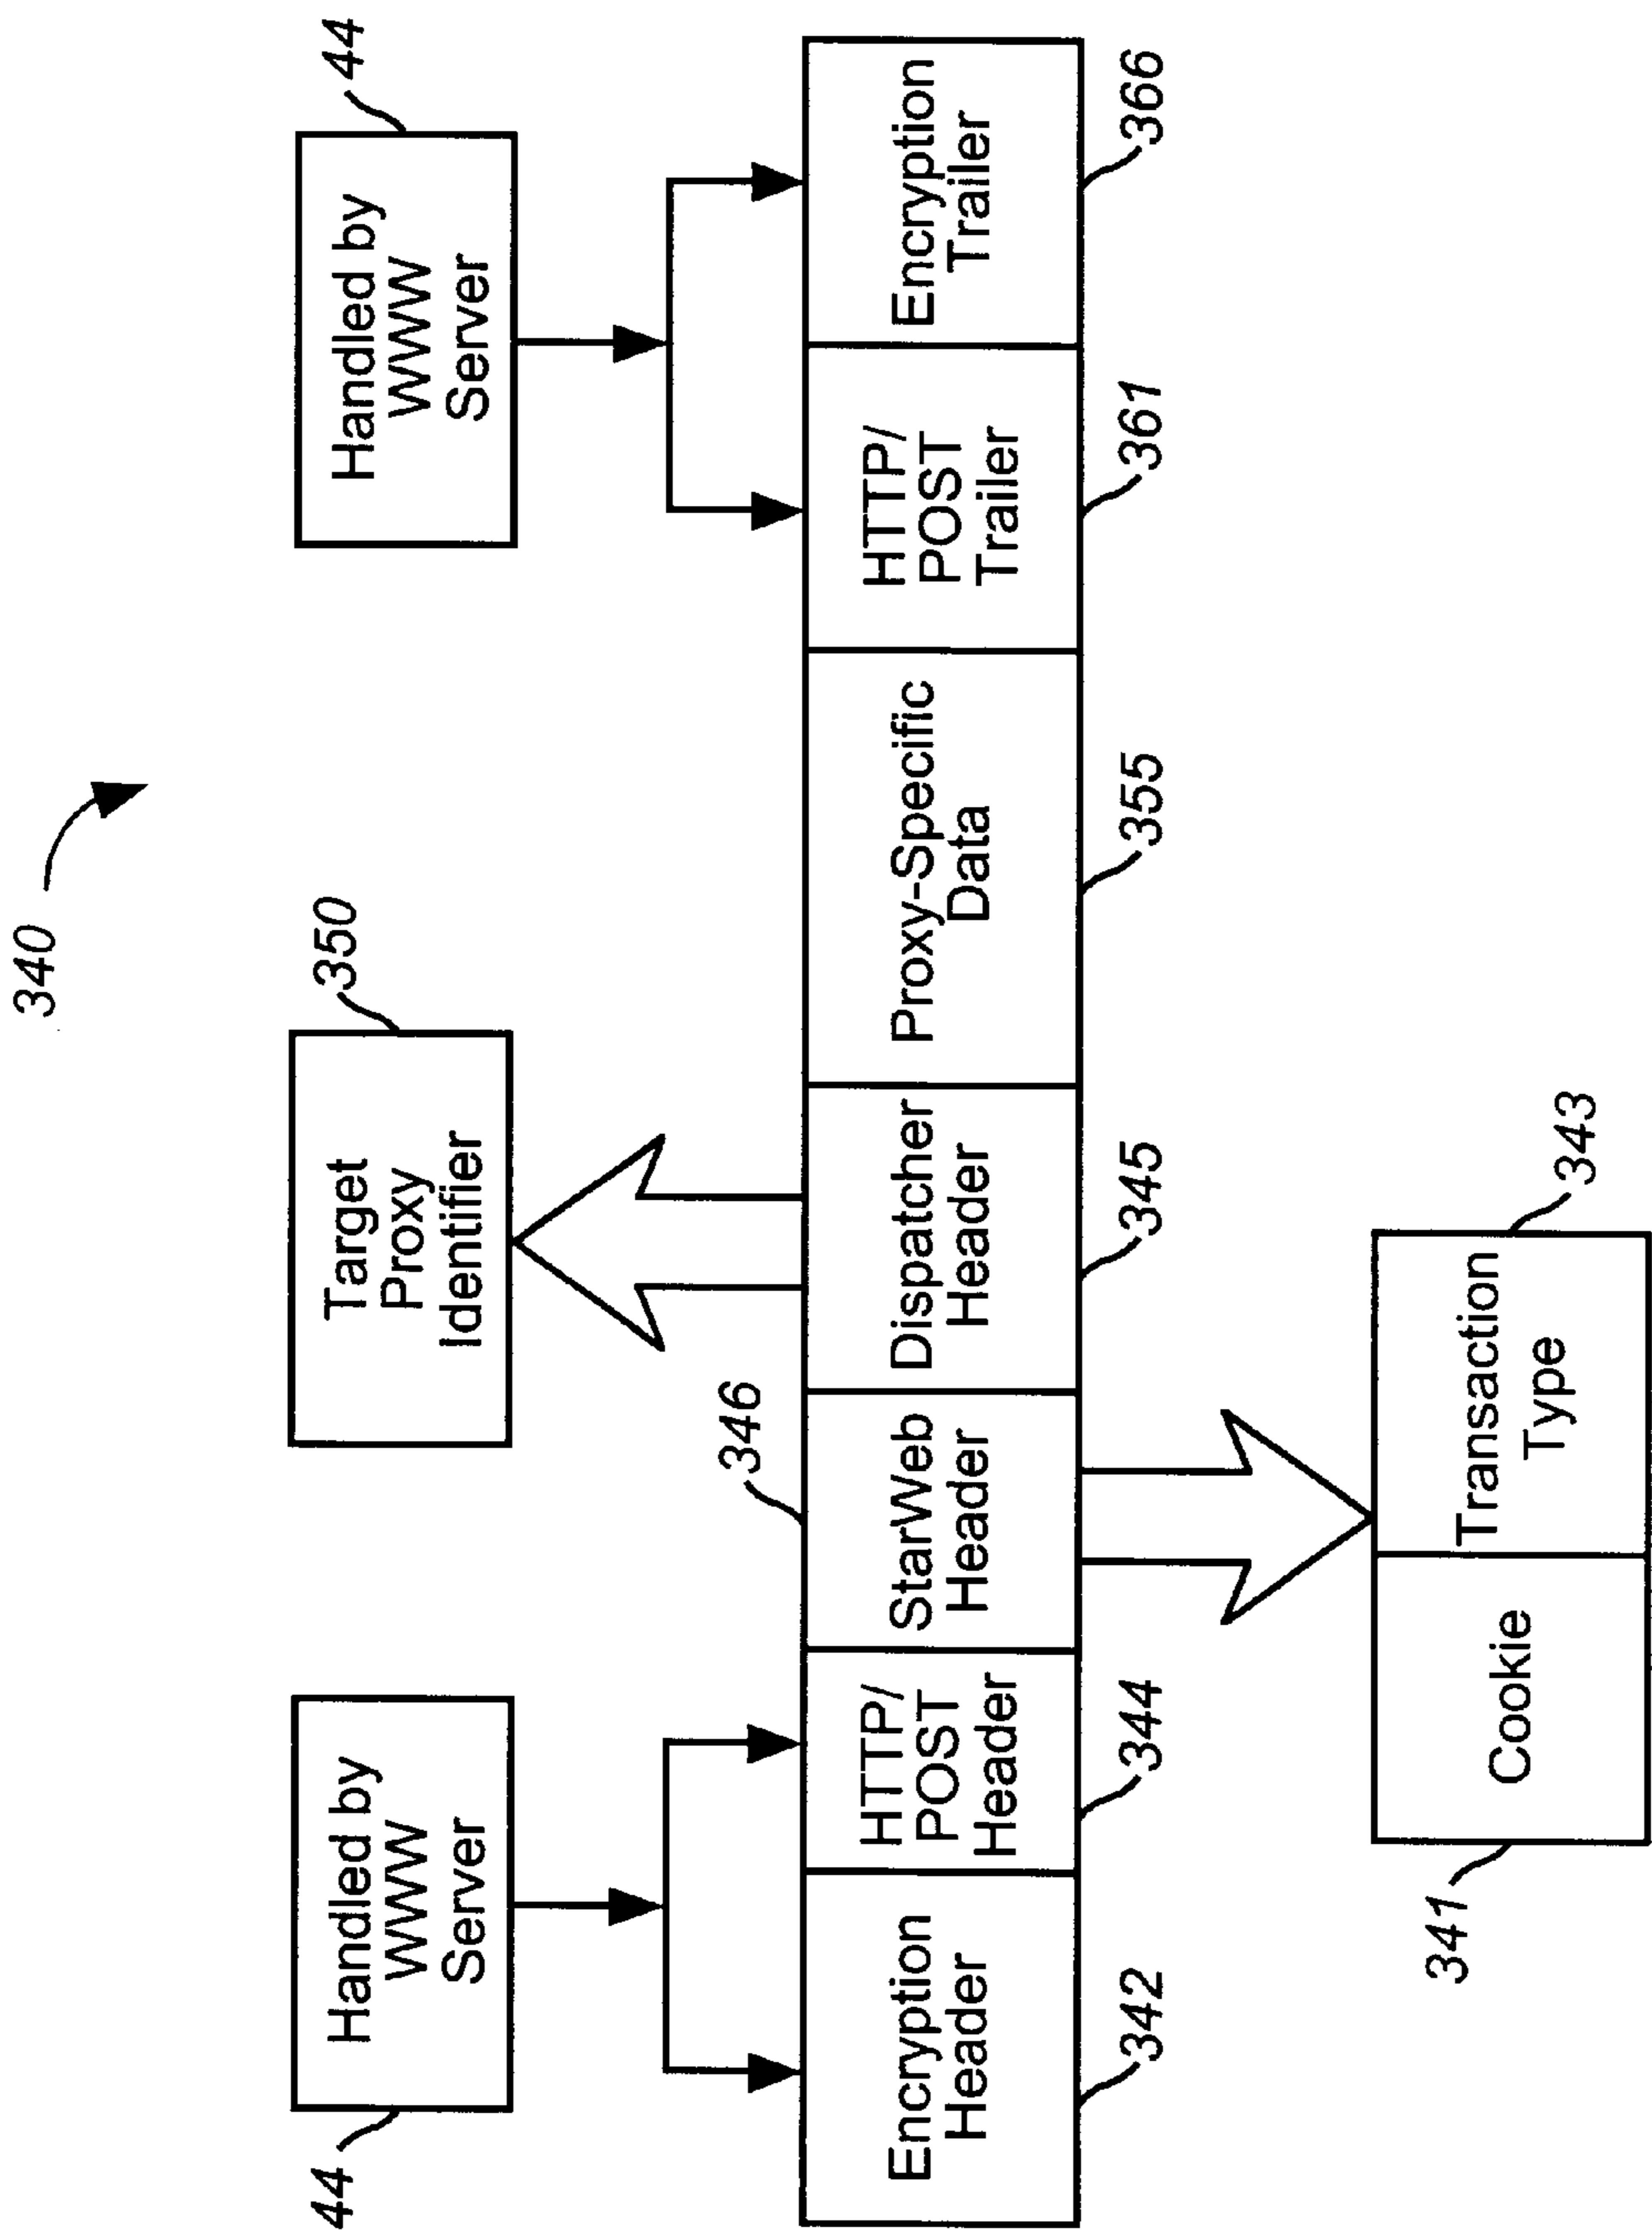 340
44
Handled by
WWW
Server
350
Target
Proxy
Identifier
44
Handled by
WWW
Server
346
Encryption
Header
HTTP/
POST
Header
StarWeb
Header
Dispatcher
Header
Proxy-Specific
Data
HTTP/
POST
Trailer
Encryption
Trailer
342
344
345
355
361
366
341
Cookie
Transaction
Type
343